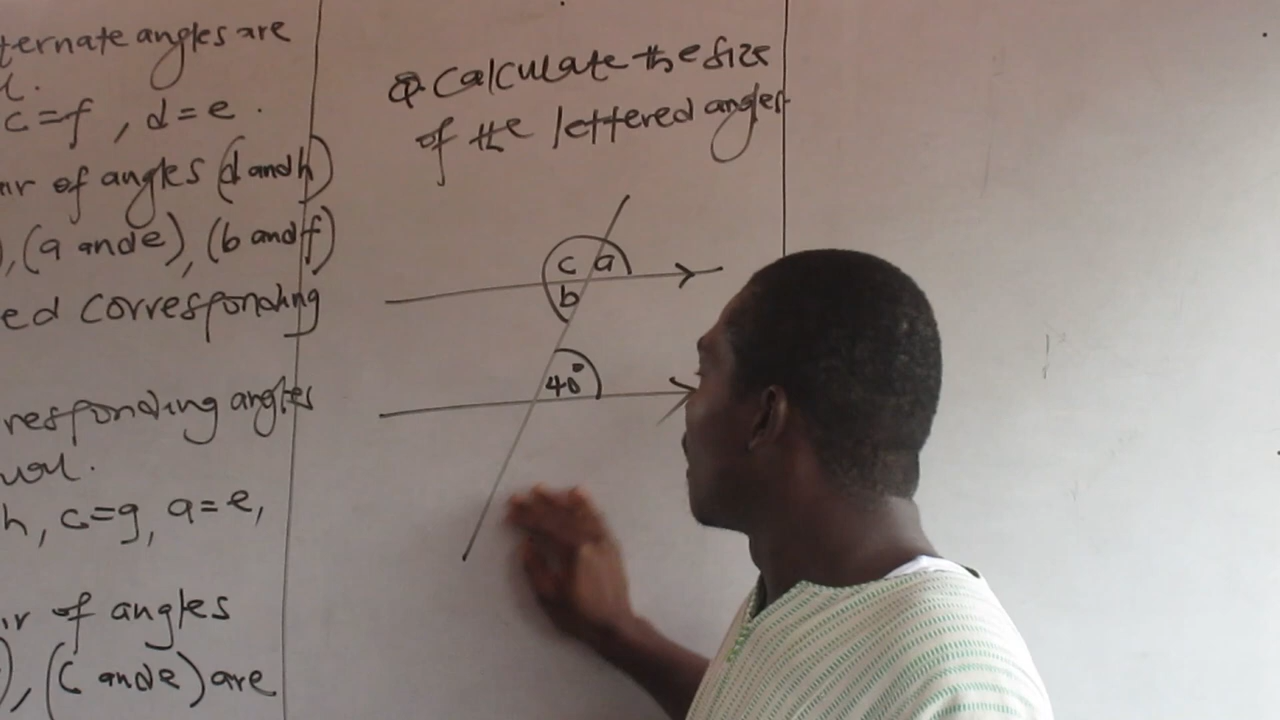 ternate angles are
l.
c=f, d=e.
of angles (d and h)
, (a and e), (b and f)
ed corresponding
responding angles
h, c=g, a=e,
ir of angles
), (c and e) are
Q. Calculate the size
of the lettered angles
c a
b
40°